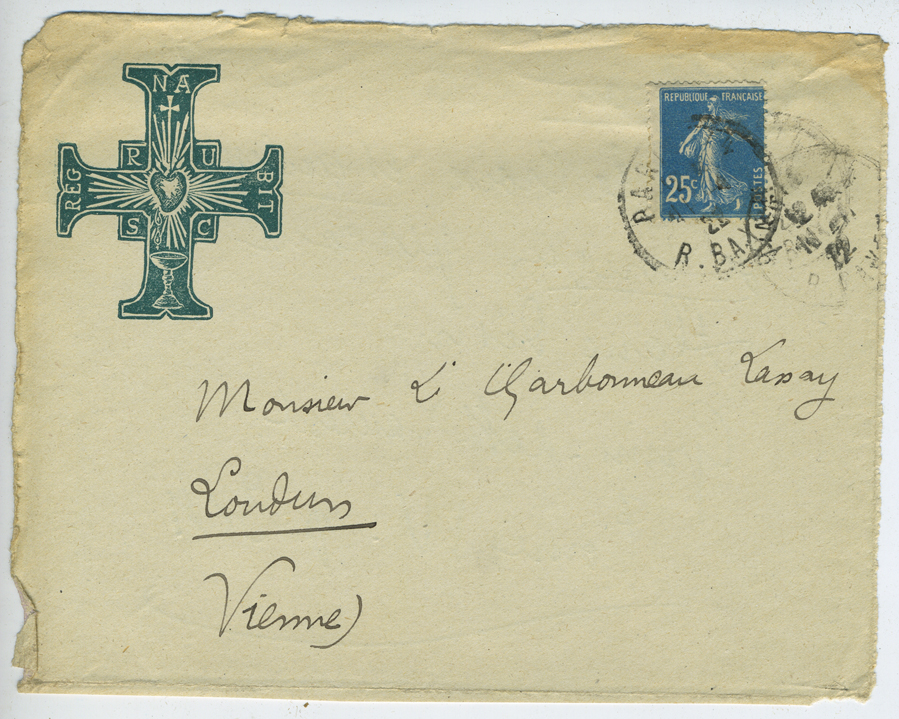 NA
R U
REG BIT
S C
REPUBLIQUE FRANÇAISE
25c
POSTES
R. BA
Monsieur L. Charbonneau Lassay
Loudun
Vienne)